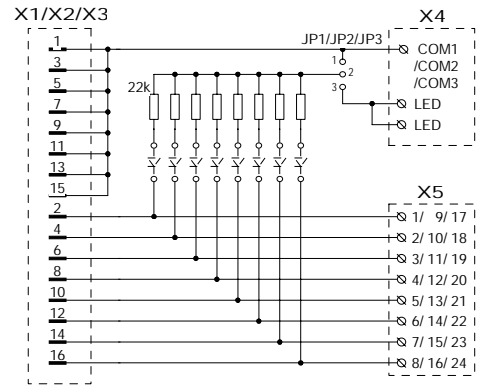 X1/X2/X3
X4
1
JP1/JP2/JP3
COM1
1
/COM2
3
2
/COM3
5
22k
3
LED
7
LED
9
11
13
15
X5
2
1/ 9/ 17
4
2/ 10/ 18
6
3/ 11/ 19
8
4/ 12/ 20
10
5/ 13/ 21
12
6/ 14/ 22
14
7/ 15/ 23
16
8/ 16/ 24